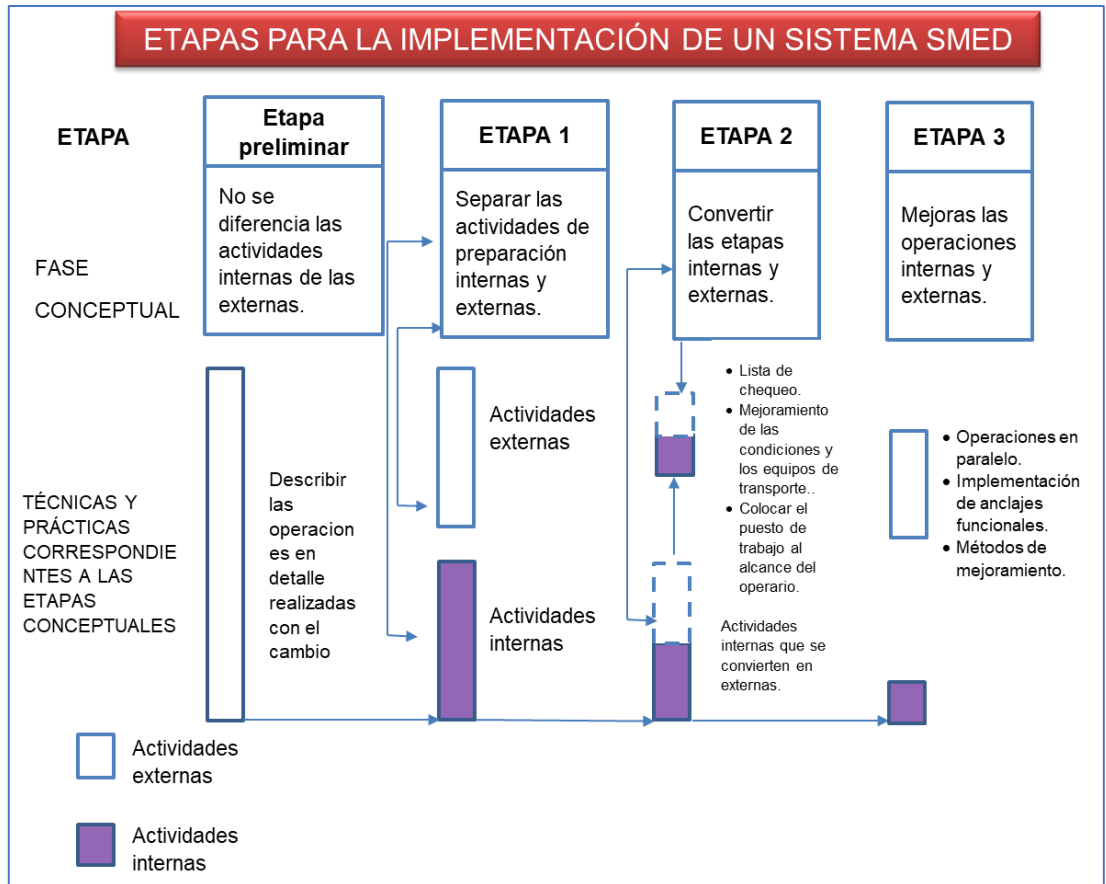 ETAPAS PARA LA IMPLEMENTACIÓN DE UN SISTEMA SMED
ETAPA
Etapa
preliminar
ETAPA 1
ETAPA 2
ETAPA 3
FASE
CONCEPTUAL
No se
diferencia las
actividades
internas de las
externas.
Separar las
actividades de
preparación
internas y
externas.
Convertir
las etapas
internas y
externas.
Mejoras las
operaciones
internas y
externas.
TÉCNICAS Y
PRÁCTICAS
CORRESPONDIE
NTES A LAS
ETAPAS
CONCEPTUALES
Describir
las
operacion
es en
detalle
realizadas
con el
cambio
Actividades
externas
Actividades
internas
• Lista de
chequeo.
• Mejoramiento
de las
condiciones y
los equipos de
transporte..
• Colocar el
puesto de
trabajo al
alcance del
operario.
Actividades
internas que se
convierten en
externas.
• Operaciones en
paralelo.
• Implementación
de anclajes
funcionales.
• Métodos de
mejoramiento.
Actividades
externas
Actividades
internas